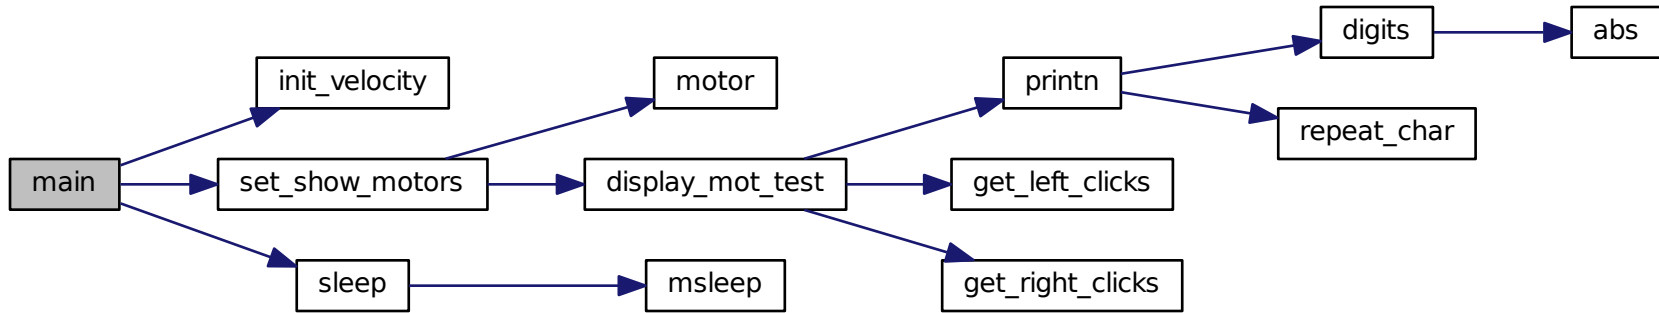 main
init_velocity
set_show_motors
sleep
motor
display_mot_test
msleep
printn
get_left_clicks
get_right_clicks
digits
repeat_char
abs